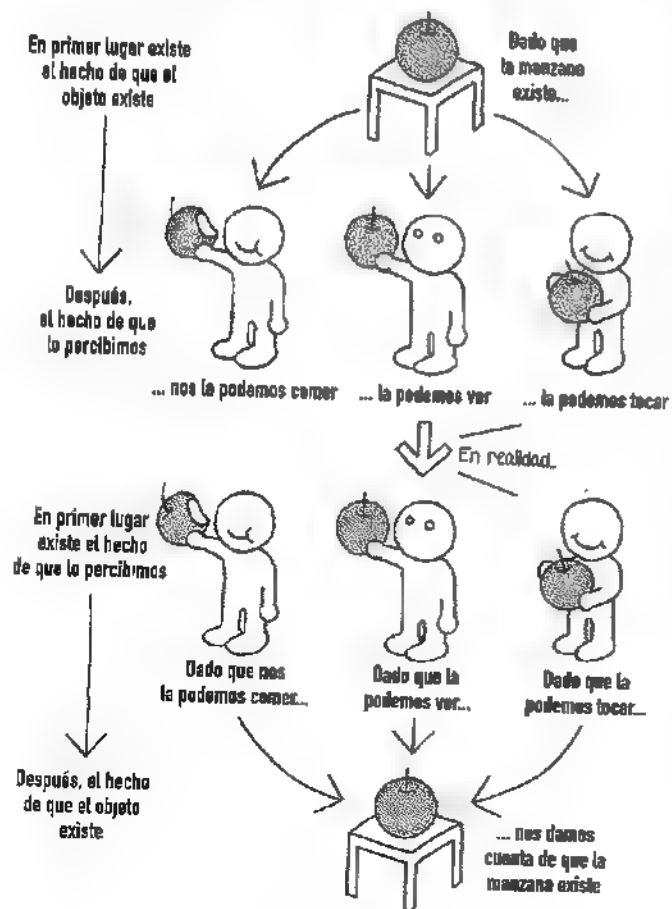 En primer lugar existe
el hecho de que el
objeto existe
Dado que
la manzana
existe...
Después,
el hecho de que
lo percibimos
... nos la podemos comer
... la podemos ver
... la podemos tocar
En realidad...
En primer lugar
existe el hecho
de que lo percibimos
Dado que nos
la podemos comer...
Dado que la
podemos ver...
Dado que la
podemos tocar...
Después, el hecho
de que el objeto
existe
... nos damos
cuenta de que la
manzana existe